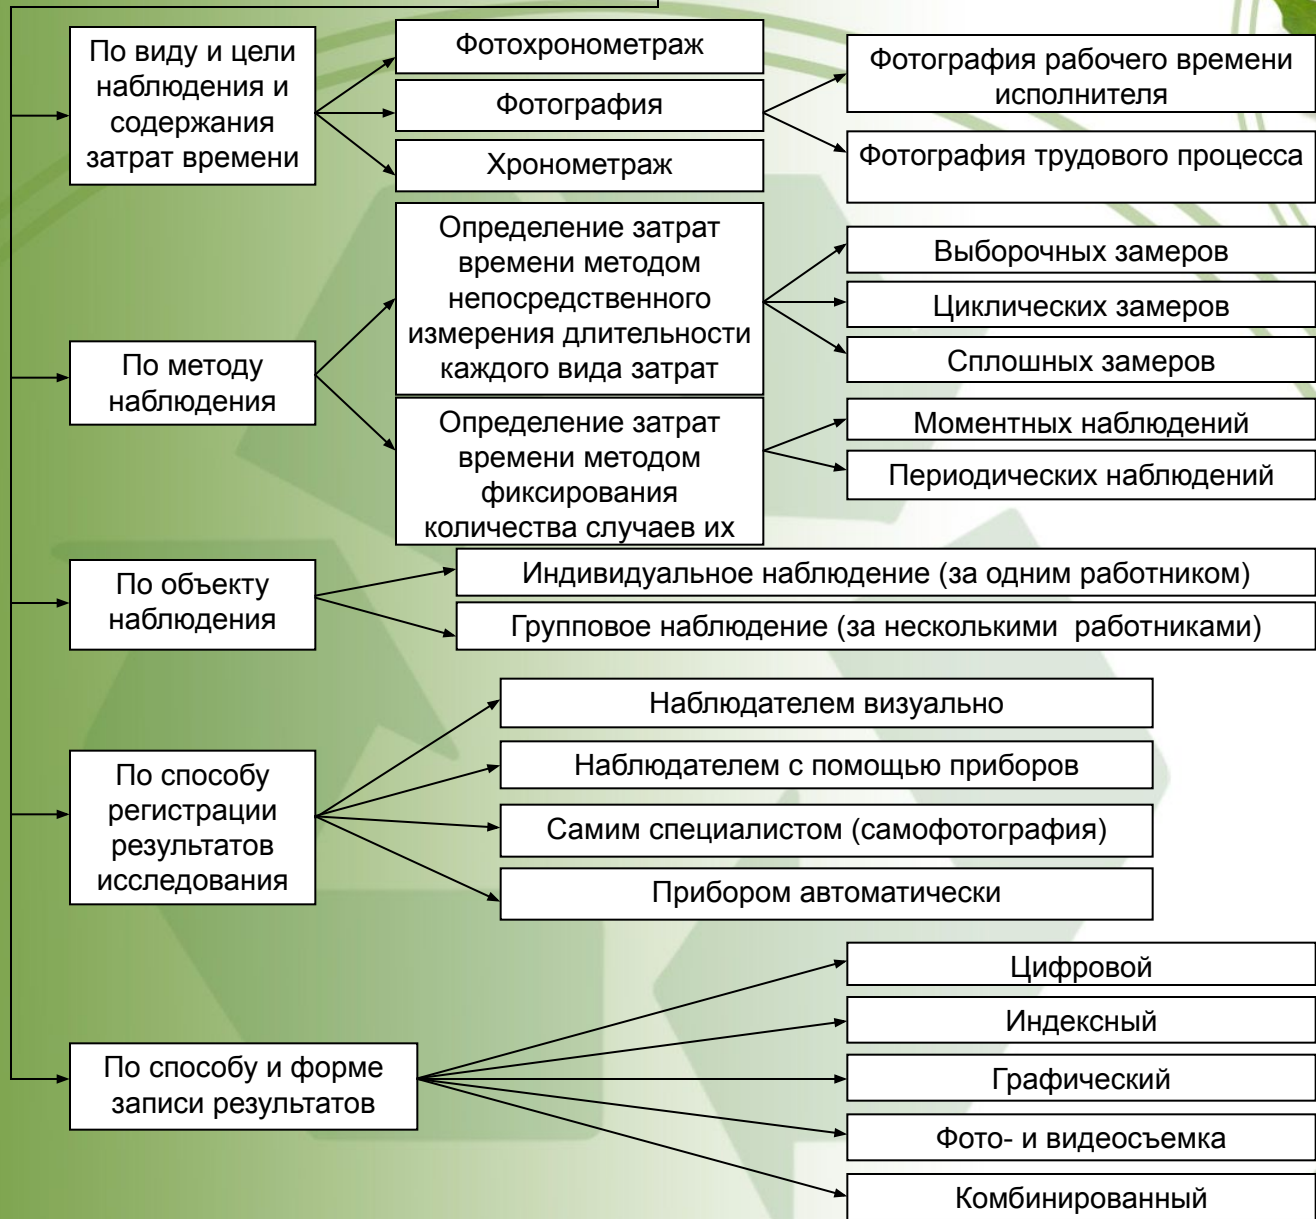 По виду и цели
наблюдения и
содержания
затрат времени
Фотохронометраж
Фотография
Хронометраж
Фотография рабочего времени
исполнителя
Фотография трудового процесса
По методу
наблюдения
Определение затрат
времени методом
непосредственного
измерения длительности
каждого вида затрат
Выборочных замеров
Циклических замеров
Сплошных замеров
Определение затрат
времени методом
фиксирования
количества случаев их
Моментных наблюдений
Периодических наблюдений
По объекту
наблюдения
Индивидуальное наблюдение (за одним работником)
Групповое наблюдение (за несколькими работниками)
По способу
регистрации
результатов
исследования
Наблюдателем визуально
Наблюдателем с помощью приборов
Самим специалистом (самофотография)
Прибором автоматически
По способу и форме
записи результатов
Цифровой
Индексный
Графический
Фото- и видеосъемка
Комбинированный